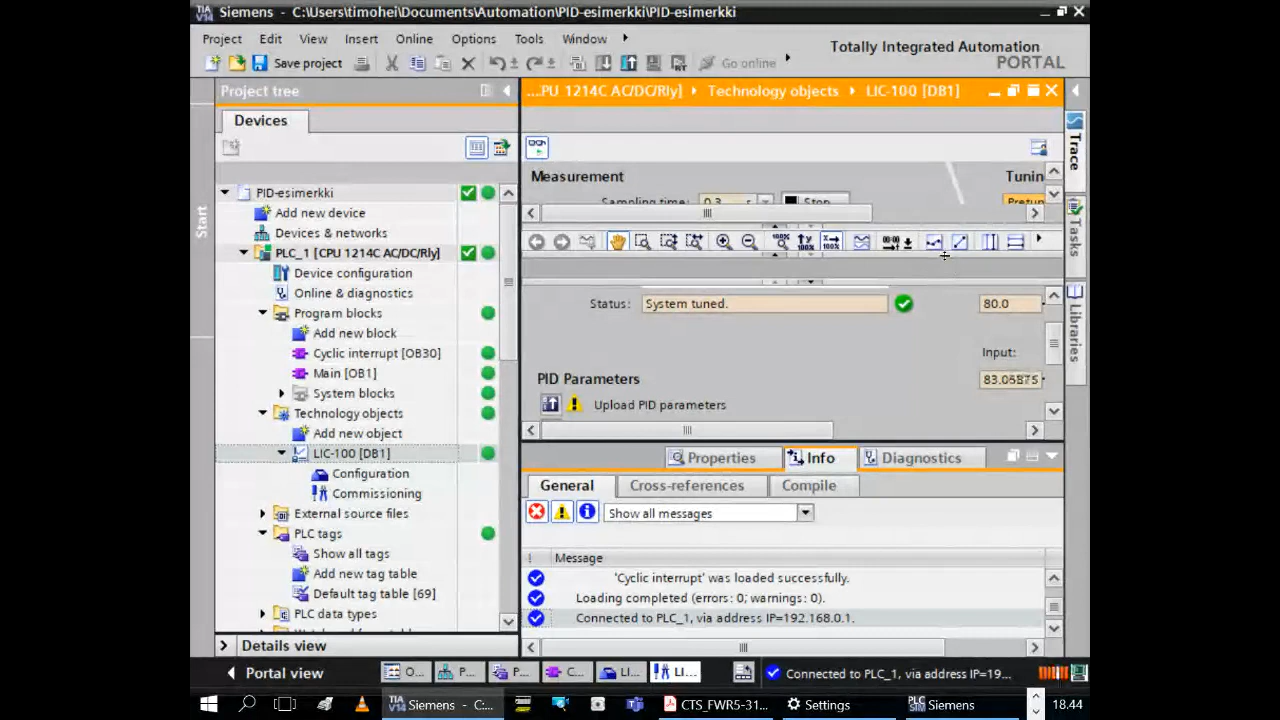 Siemens - C:\Users\timohei\Documents\Automation\PID-esimerkki\PID-esimerkki
Project Edit View Insert Online Options Tools Window
Totally Integrated Automation
PORTAL
Save project
Go online
Project tree
...PU 1214C AC/DC/Rly] Technology objects LIC-100 [DB1]
Devices
Start
PID-esimerkki
Add new device
Devices & networks
PLC_1 [CPU 1214C AC/DC/Rly]
Device configuration
Online & diagnostics
Program blocks
Add new block
Cyclic interrupt [OB30]
Main [OB1]
System blocks
Technology objects
Add new object
LIC-100 [DB1]
Configuration
Commissioning
External source files
PLC tags
Show all tags
Add new tag table
Default tag table [69]
PLC data types
Details view
Measurement
Tunin
Sampling time: 0.3 Stop
Pretun
Status: System tuned.
80.0
Input:
PID Parameters
Upload PID parameters
Properties Info Diagnostics
General Cross-references Compile
Show all messages
! Message
'Cyclic interrupt' was loaded successfully.
Loading completed (errors: 0; warnings: 0).
Connected to PLC_1, via address IP=192.168.0.1.
Trace
Tasks
Libraries
Portal view
O... P... P... C... LI... LI...
Connected to PLC_1, via address IP=19...
Siemens - C:...
CTS_FWR5-31...
Settings
Siemens
18.44